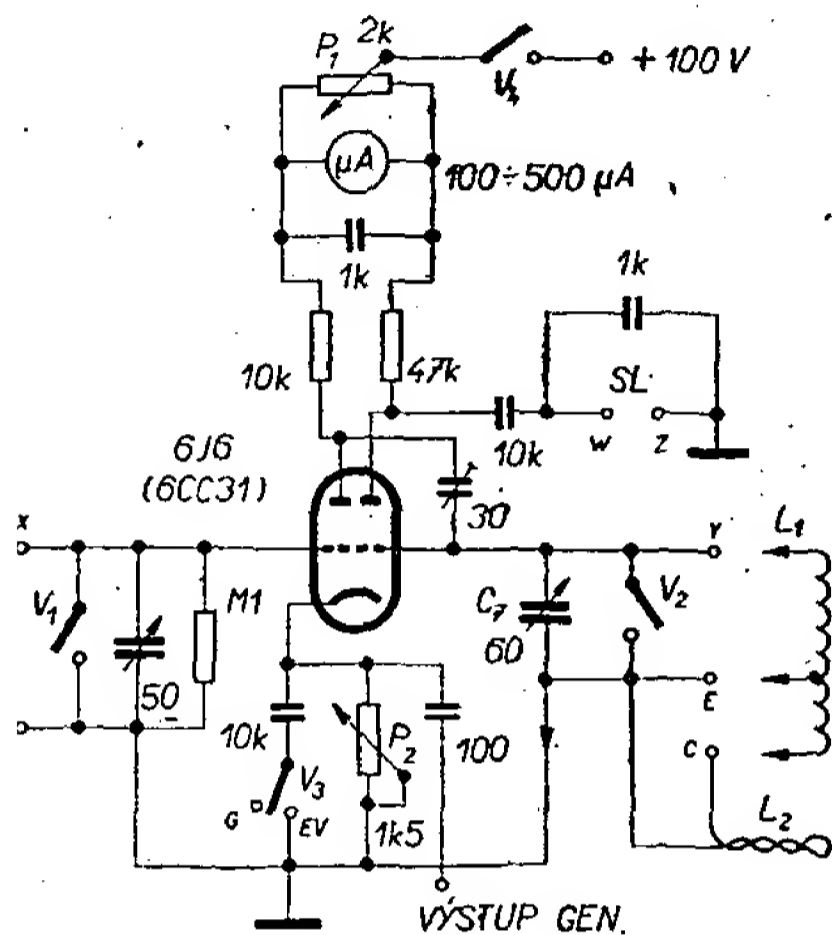 P1 2k
V4 +100 V
µA
100÷500 µA
1k
1k
10k 47k
SL
10k W Z
6J6
(6CC31)
30
X Y L1
V1 M1 C7 V2
50 60
E
10k P2 100 C
V3
G EV 1k5 L2
VÝSTUP GEN.